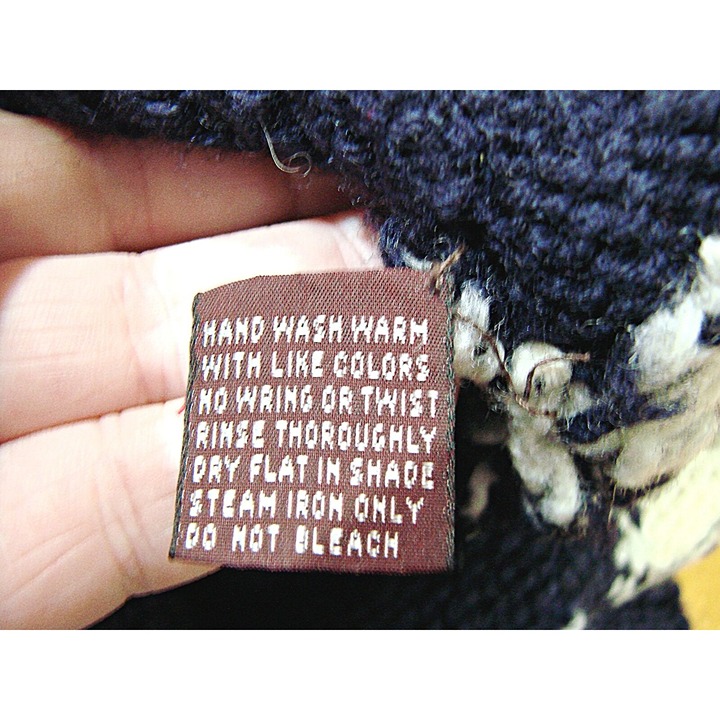 HAND WASH WARM
WITH LIKE COLORS
NO WRING OR TWIST
RINSE THOROUGHLY
DRY FLAT IN SHADE
STEAM IRON ONLY
DO NOT BLEACH